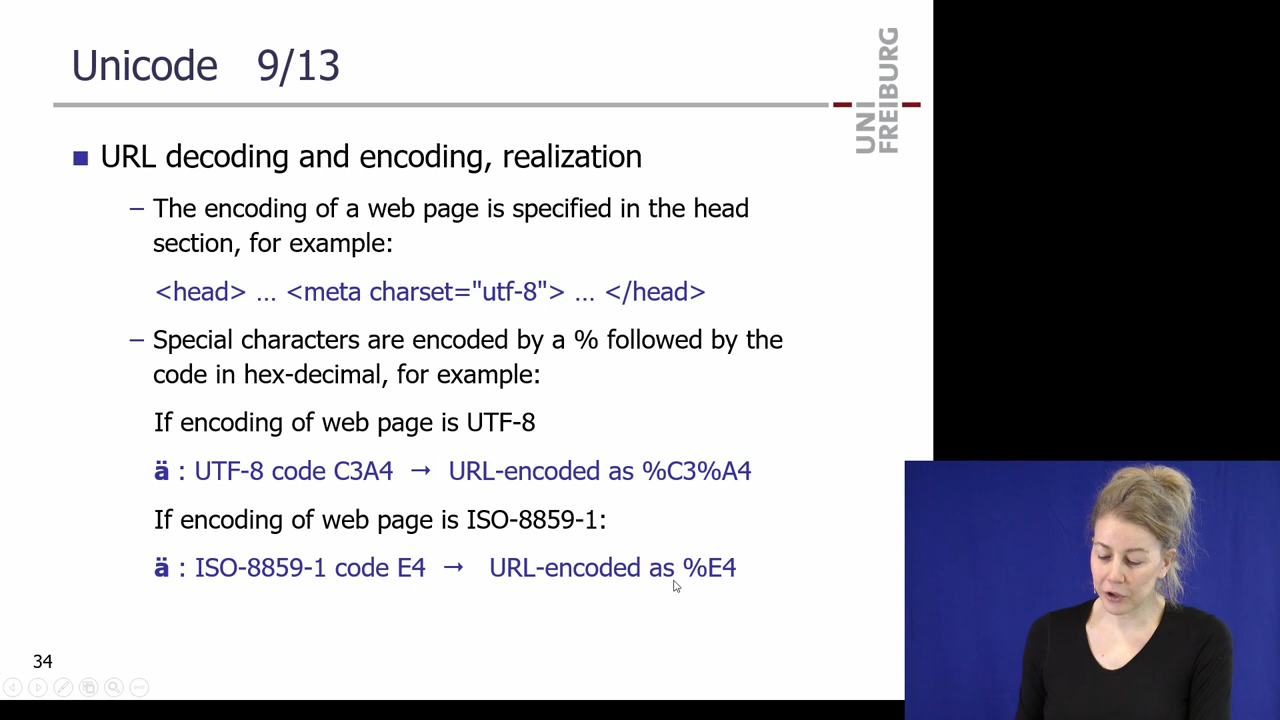 Unicode 9/13
UNI
FREIBURG
■ URL decoding and encoding, realization
– The encoding of a web page is specified in the head
section, for example:
<head> … <meta charset="utf-8"> … </head>
– Special characters are encoded by a % followed by the
code in hex-decimal, for example:
If encoding of web page is UTF-8
ä : UTF-8 code C3A4 → URL-encoded as %C3%A4
If encoding of web page is ISO-8859-1:
ä : ISO-8859-1 code E4 → URL-encoded as %E4
34